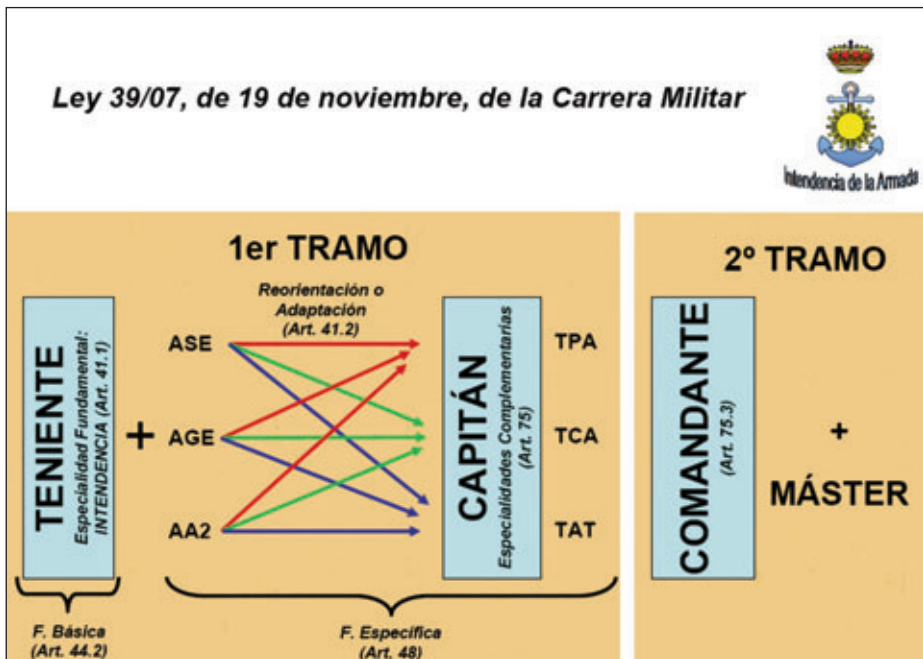 Ley 39/07, de 19 de noviembre, de la Carrera Militar
Intendencia de la Armada
1er TRAMO
TENIENTE
Especialidad Fundamental:
INTENDENCIA (Art. 41.1)
+
Reorientación o
Adaptación
(Art. 41.2)
ASE
AGE
AA2
CAPITÁN
Especialidades Complementarias
(Art. 75)
TPA
TCA
TAT
F. Básica
(Art. 44.2)
F. Específica
(Art. 48)
2º TRAMO
COMANDANTE
(Art. 75.3)
+
MÁSTER